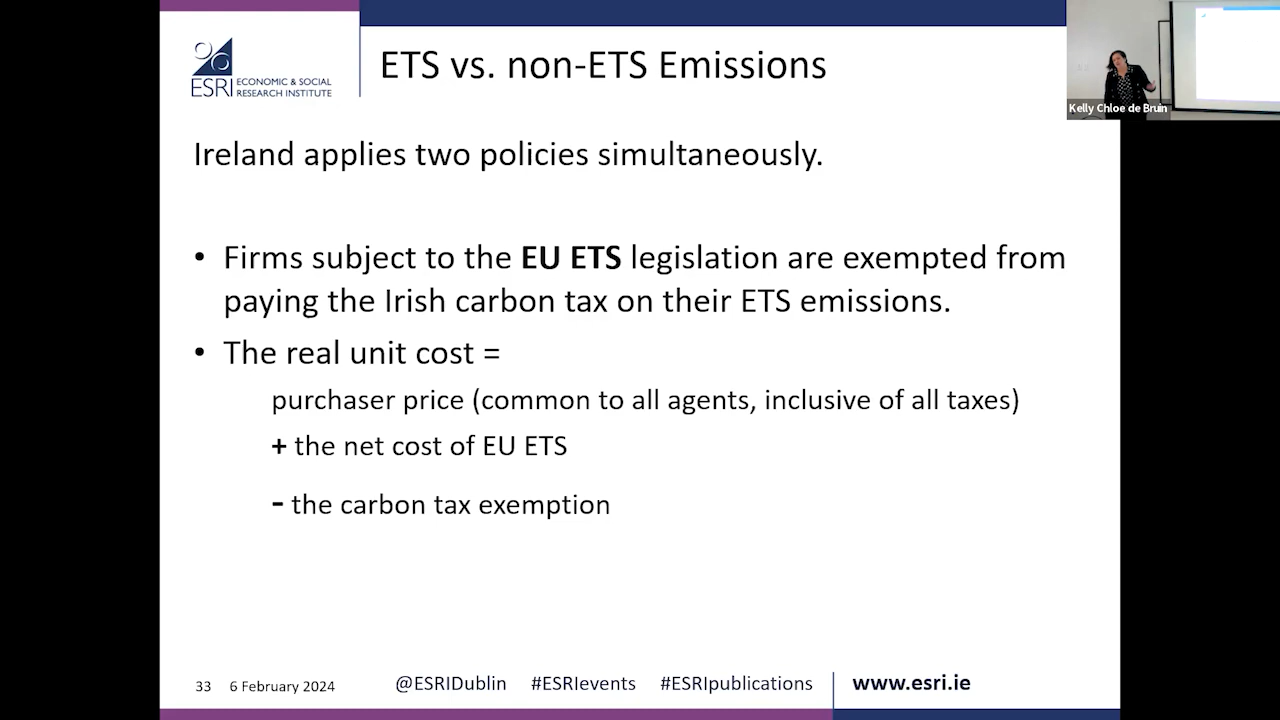 ESRI
ECONOMIC & SOCIAL
RESEARCH INSTITUTE
ETS vs. non-ETS Emissions
Kelly Chloe de Bruin
Ireland applies two policies simultaneously.
• Firms subject to the EU ETS legislation are exempted from
paying the Irish carbon tax on their ETS emissions.
• The real unit cost =
purchaser price (common to all agents, inclusive of all taxes)
+ the net cost of EU ETS
- the carbon tax exemption
33 6 February 2024 @ESRIDublin #ESRIevents #ESRIpublications www.esri.ie